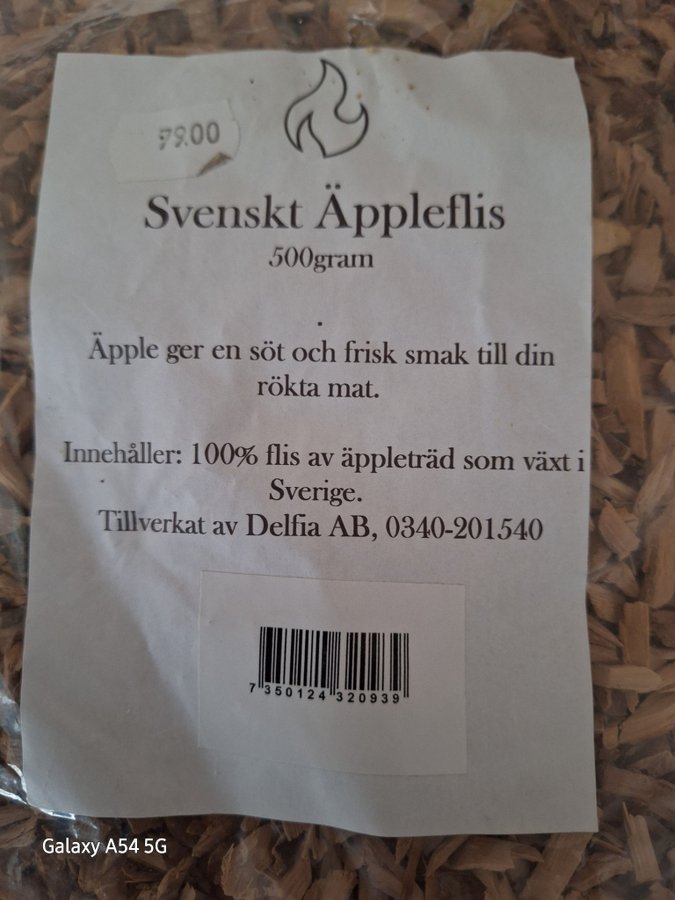 79.00
Svenskt Äppleflis
500gram
.
Äpple ger en söt och frisk smak till din
rökta mat.
Innehåller: 100% flis av äppleträd som växt i
Sverige.
Tillverkat av Delfia AB, 0340-201540
7 350124 320939
Galaxy A54 5G